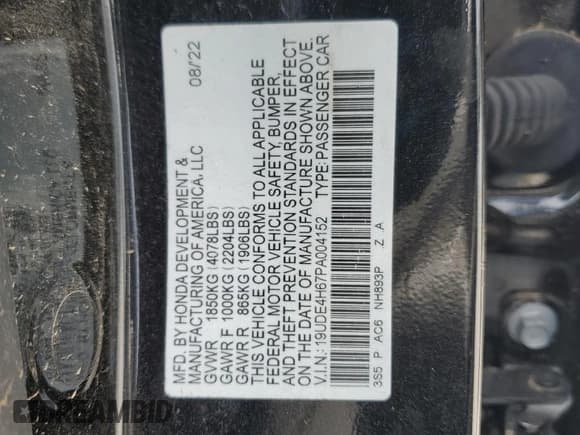 MFD. BY HONDA DEVELOPMENT &
MANUFACTURING OF AMERICA, LLC 08/22
GVWR 1850KG (4078LBS)
GAWR F 1000KG (2204LBS)
GAWR R 865KG (1906LBS)
THIS VEHICLE CONFORMS TO ALL APPLICABLE
FEDERAL MOTOR VEHICLE SAFETY, BUMPER,
AND THEFT PREVENTION STANDARDS IN EFFECT
ON THE DATE OF MANUFACTURE SHOWN ABOVE.
V.I.N.: 19UDE4H67PA004152 TYPE: PASSENGER CAR
3S5 P AC6 NH893P Z A
CREAMBID